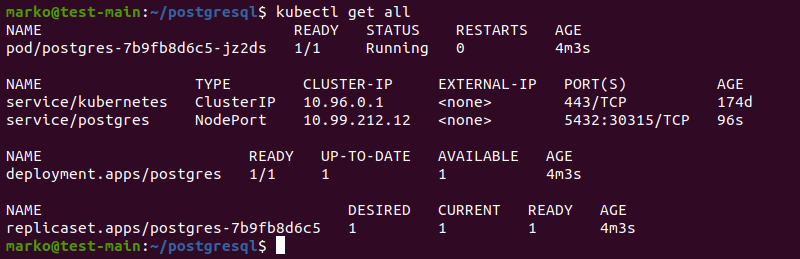 marko@test-main:~/postgresql$ kubectl get all
NAME READY STATUS RESTARTS AGE
pod/postgres-7b9fb8d6c5-jz2ds 1/1 Running 0 4m3s
NAME TYPE CLUSTER-IP EXTERNAL-IP PORT(S) AGE
service/kubernetes ClusterIP 10.96.0.1 <none> 443/TCP 174d
service/postgres NodePort 10.99.212.12 <none> 5432:30315/TCP 96s
NAME READY UP-TO-DATE AVAILABLE AGE
deployment.apps/postgres 1/1 1 1 4m3s
NAME DESIRED CURRENT READY AGE
replicaset.apps/postgres-7b9fb8d6c5 1 1 1 4m3s
marko@test-main:~/postgresql$